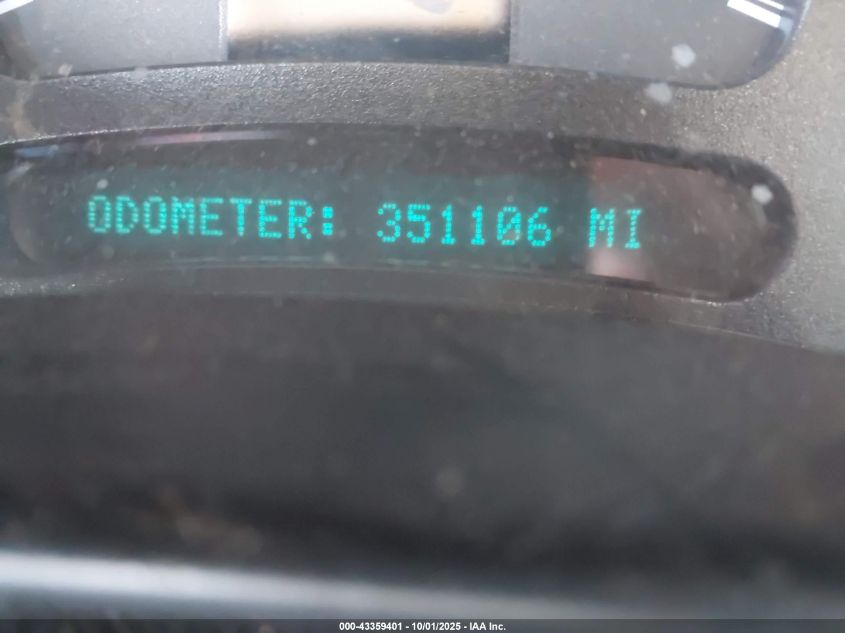 ODOMETER: 351106 MI
000-43359401 - 10/01/2025 - IAA Inc.